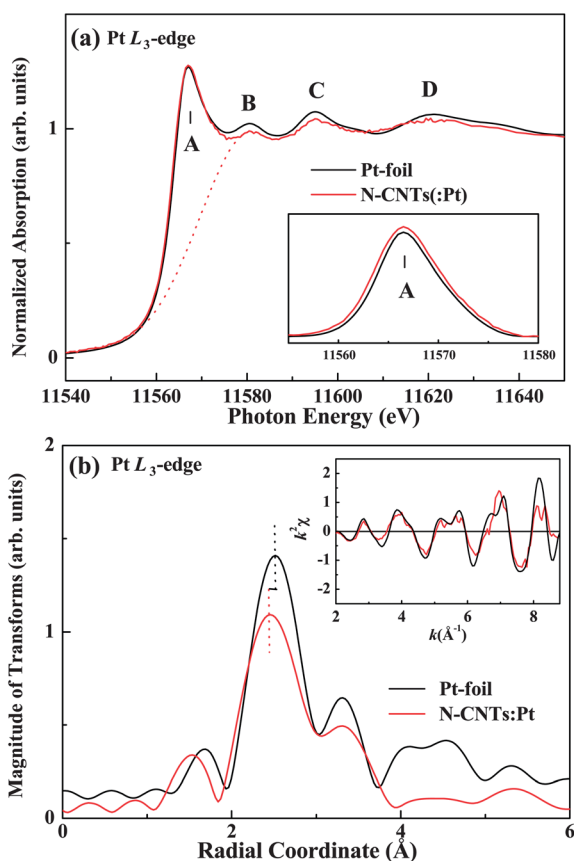 (a) Pt L3-edge
A
B
C
D
Pt-foil
N-CNTs(:Pt)
A
11560 11570 11580
1
0
Normalized Absorption (arb. units)
11540 11560 11580 11600 11620 11640
Photon Energy (eV)
(b) Pt L3-edge
2
1
0
Magnitude of Transforms (arb. units)
k²χ
2
1
0
-1
-2
2 4 6 8
k(Å⁻¹)
Pt-foil
N-CNTs:Pt
0 2 4 6
Radial Coordinate (Å)